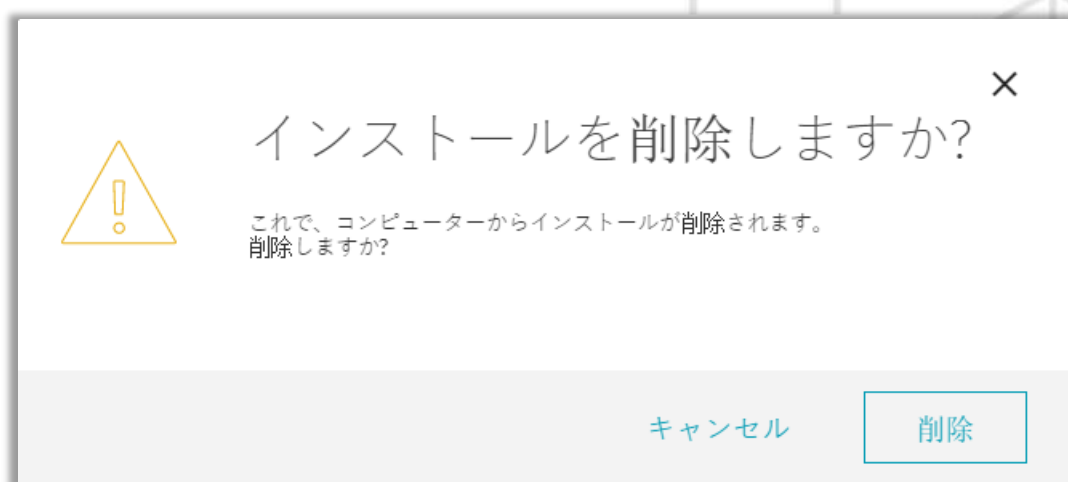 インストールを削除しますか?
これで、コンピューターからインストールが削除されます。
削除しますか?
キャンセル
削除